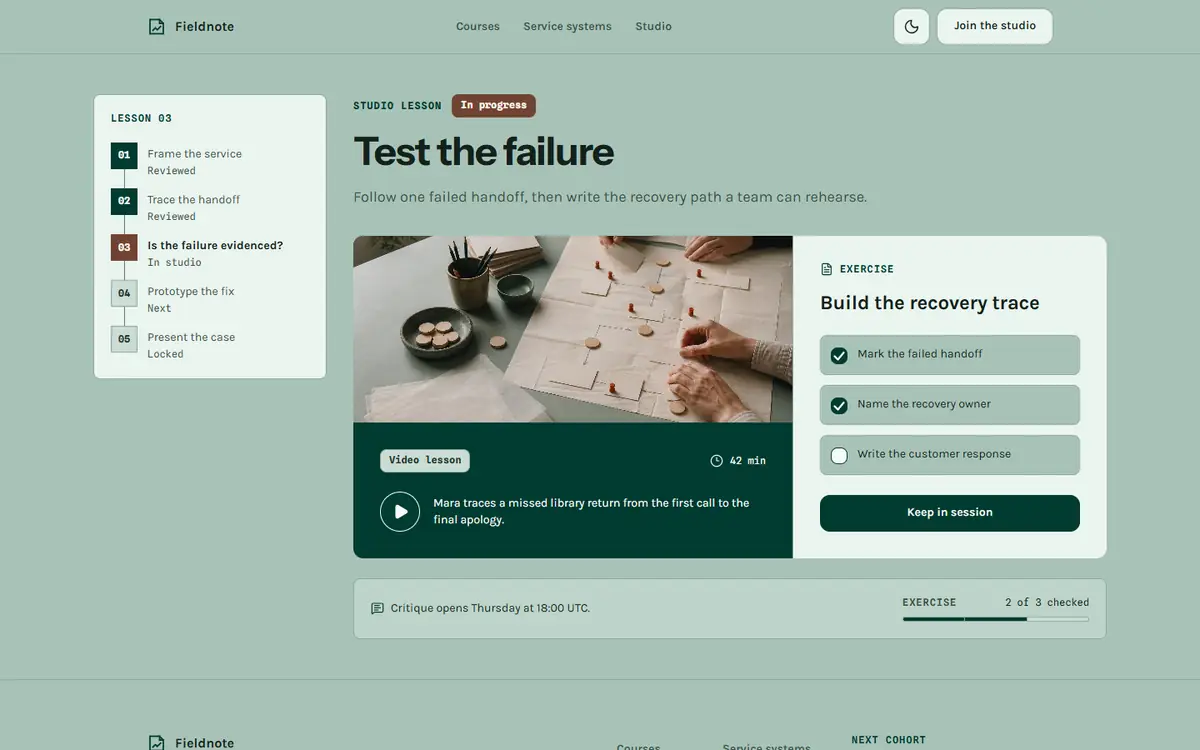 Fieldnote
Courses
Service systems
Studio
Join the studio
LESSON 03
01
Frame the service
Reviewed
02
Trace the handoff
Reviewed
03
Is the failure evidenced?
In studio
04
Prototype the fix
Next
05
Present the case
Locked
STUDIO LESSON
In progress
Test the failure
Follow one failed handoff, then write the recovery path a team can rehearse.
Video lesson
42 min
Mara traces a missed library return from the first call to the
final apology.
EXERCISE
Build the recovery trace
Mark the failed handoff
Name the recovery owner
Write the customer response
Keep in session
Critique opens Thursday at 18:00 UTC.
EXERCISE
2 of 3 checked
Fieldnote
Courses
Service systems
NEXT COHORT